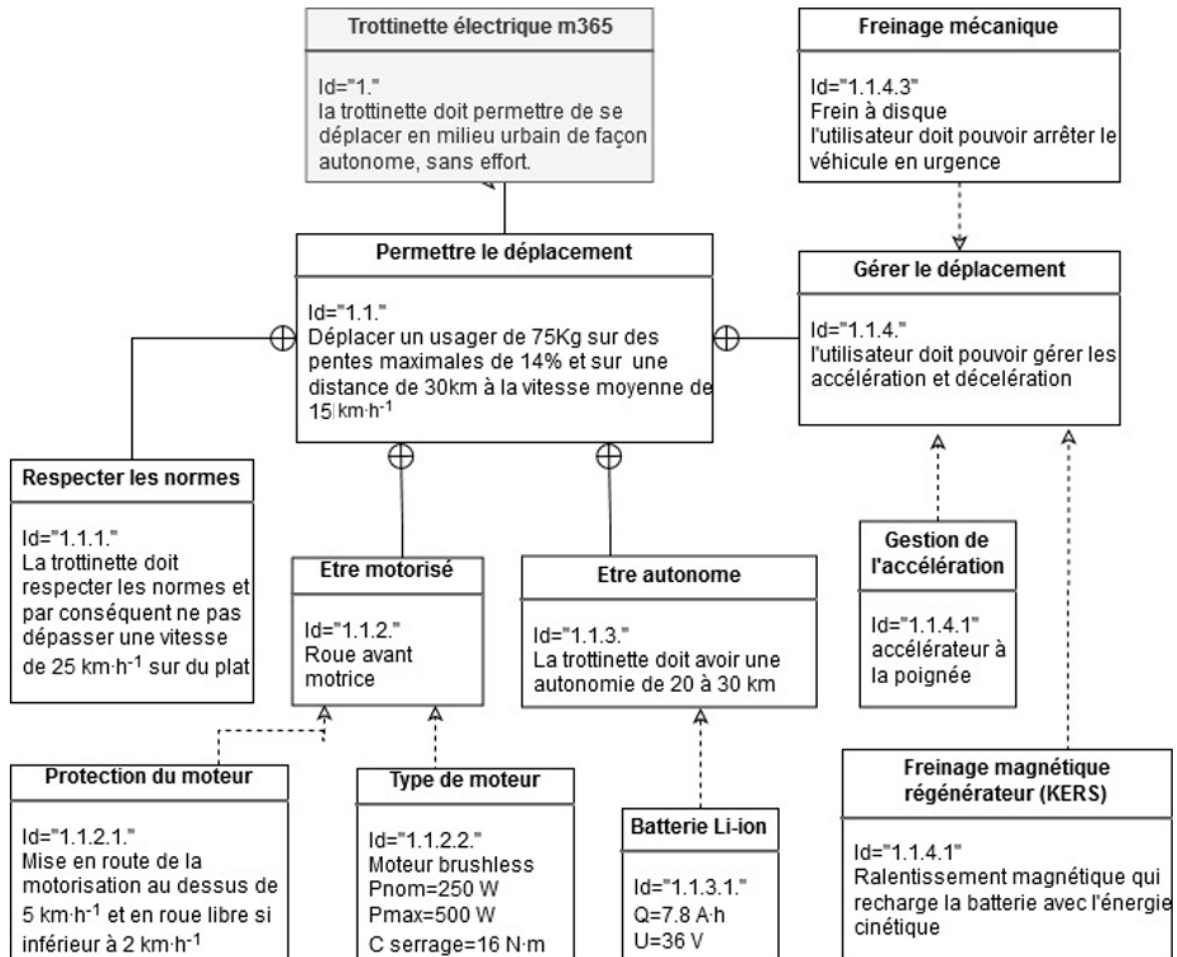 Trottinette électrique m365
Id="1."
la trottinette doit permettre de se
déplacer en milieu urbain de façon
autonome, sans effort.
Freinage mécanique
Id="1.1.4.3"
Frein à disque
l'utilisateur doit pouvoir arrêter le
véhicule en urgence
Permettre le déplacement
Id="1.1."
Déplacer un usager de 75Kg sur des
pentes maximales de 14% et sur une
distance de 30km à la vitesse moyenne de
15 km·h⁻¹
Gérer le déplacement
Id="1.1.4."
l'utilisateur doit pouvoir gérer les
accélération et décelération
Respecter les normes
Id="1.1.1."
La trottinette doit
respecter les normes et
par conséquent ne pas
dépasser une vitesse
de 25 km·h⁻¹ sur du plat
Etre motorisé
Id="1.1.2."
Roue avant
motrice
Etre autonome
Id="1.1.3."
La trottinette doit avoir une
autonomie de 20 à 30 km
Gestion de
l'accélération
Id="1.1.4.1"
accélérateur à
la poignée
Protection du moteur
Id="1.1.2.1."
Mise en route de la
motorisation au dessus de
5 km·h⁻¹ et en roue libre si
inférieur à 2 km·h⁻¹
Type de moteur
Id="1.1.2.2."
Moteur brushless
Pnom=250 W
Pmax=500 W
C serrage=16 N·m
Batterie Li-ion
Id="1.1.3.1."
Q=7.8 A·h
U=36 V
Freinage magnétique
régénérateur (KERS)
Id="1.1.4.1"
Ralentissement magnétique qui
recharge la batterie avec l'énergie
cinétique